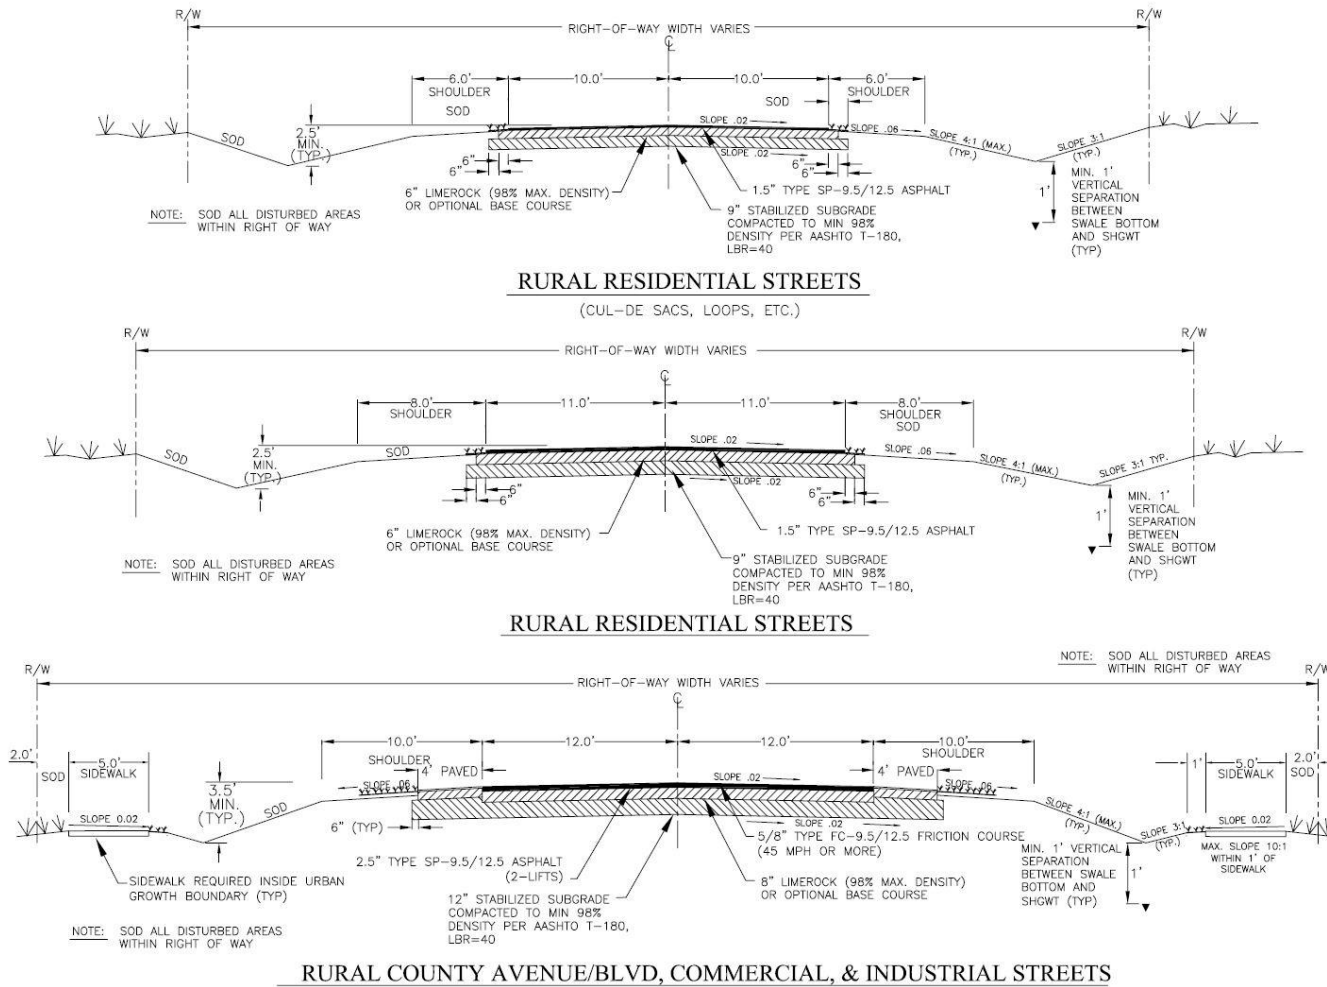 R/W
R/W
RIGHT-OF-WAY WIDTH VARIES
℄
6.0'
10.0'
10.0'
6.0'
SHOULDER
SHOULDER
SOD
SOD
SLOPE .02
SOD
2.5'
MIN.
(TYP.)
SLOPE .06
SLOPE 4:1 (MAX.)
(TYP.)
SLOPE 3:1
(TYP.)
SLOPE .02
6"
6"
6"
6"
6" LIMEROCK (98% MAX. DENSITY)
OR OPTIONAL BASE COURSE
1.5" TYPE SP-9.5/12.5 ASPHALT
9" STABILIZED SUBGRADE
COMPACTED TO MIN 98%
DENSITY PER AASHTO T-180,
LBR=40
1'
MIN. 1'
VERTICAL
SEPARATION
BETWEEN
SWALE BOTTOM
AND SHGWT
(TYP)
NOTE: SOD ALL DISTURBED AREAS
WITHIN RIGHT OF WAY
RURAL RESIDENTIAL STREETS
(CUL-DE SACS, LOOPS, ETC.)
R/W
R/W
RIGHT-OF-WAY WIDTH VARIES
℄
8.0'
11.0'
11.0'
8.0'
SHOULDER
SHOULDER
SOD
SLOPE .02
SOD
SOD
2.5'
MIN.
(TYP.)
SLOPE .06
SLOPE 4:1 (MAX.)
(TYP.)
SLOPE 3:1 TYP.
SLOPE .02
6"
6"
6"
6"
6" LIMEROCK (98% MAX. DENSITY)
OR OPTIONAL BASE COURSE
1.5" TYPE SP-9.5/12.5 ASPHALT
9" STABILIZED SUBGRADE
COMPACTED TO MIN 98%
DENSITY PER AASHTO T-180,
LBR=40
1'
MIN. 1'
VERTICAL
SEPARATION
BETWEEN
SWALE BOTTOM
AND SHGWT
(TYP)
NOTE: SOD ALL DISTURBED AREAS
WITHIN RIGHT OF WAY
RURAL RESIDENTIAL STREETS
NOTE: SOD ALL DISTURBED AREAS
WITHIN RIGHT OF WAY
R/W
R/W
RIGHT-OF-WAY WIDTH VARIES
℄
10.0'
12.0'
12.0'
10.0'
SHOULDER
SHOULDER
4' PAVED
4' PAVED
2.0'
SOD
5.0'
SIDEWALK
1'
5.0'
SIDEWALK
2.0'
SOD
SLOPE .06
SLOPE .02
SLOPE .06
3.5'
MIN.
(TYP.)
SOD
SLOPE 0.02
SLOPE 4:1 (MAX.)
(TYP.)
SLOPE 3:1
(TYP.)
SLOPE 0.02
MAX. SLOPE 10:1
WITHIN 1' OF
SIDEWALK
6" (TYP)
SLOPE .02
5/8" TYPE FC-9.5/12.5 FRICTION COURSE
(45 MPH OR MORE)
2.5" TYPE SP-9.5/12.5 ASPHALT
(2-LIFTS)
8" LIMEROCK (98% MAX. DENSITY)
OR OPTIONAL BASE COURSE
12" STABILIZED SUBGRADE
COMPACTED TO MIN 98%
DENSITY PER AASHTO T-180,
LBR=40
MIN. 1' VERTICAL
SEPARATION
BETWEEN SWALE
BOTTOM AND
SHGWT (TYP)
1'
SIDEWALK REQUIRED INSIDE URBAN
GROWTH BOUNDARY (TYP)
NOTE: SOD ALL DISTURBED AREAS
WITHIN RIGHT OF WAY
RURAL COUNTY AVENUE/BLVD, COMMERCIAL, & INDUSTRIAL STREETS